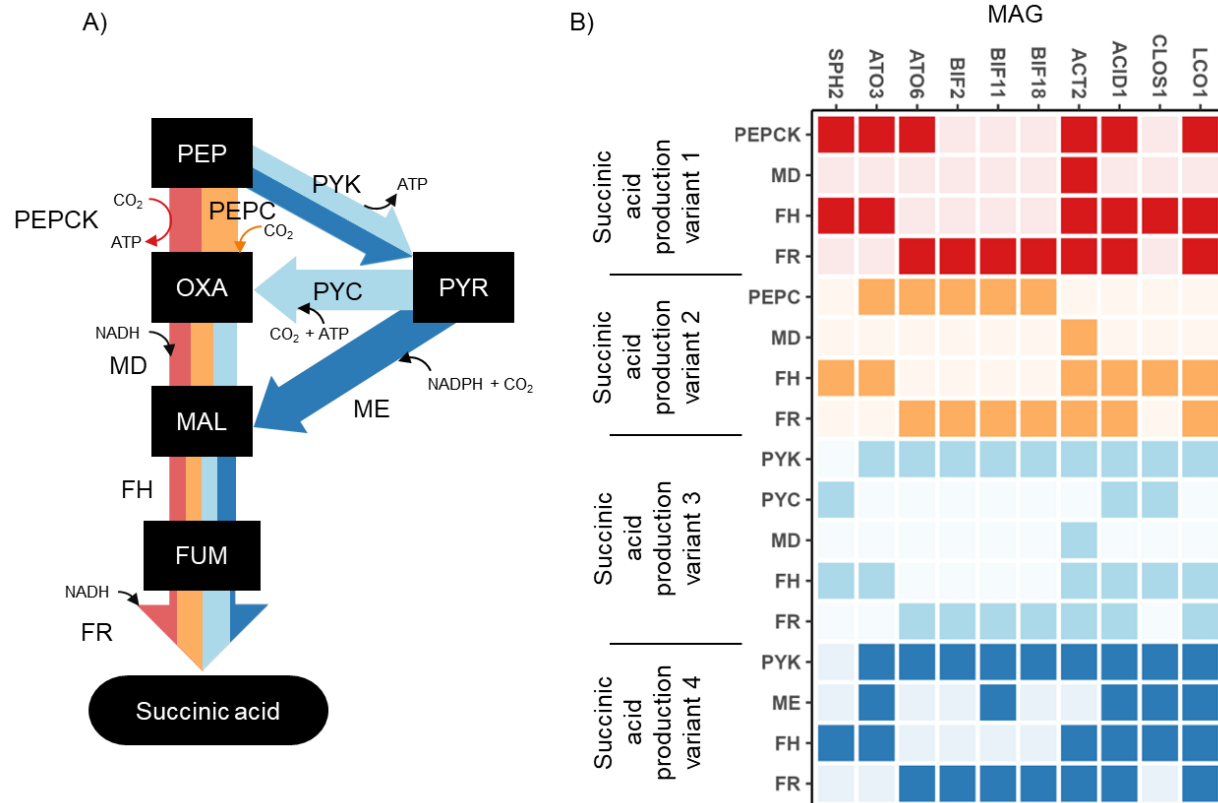 A)
PEP
CO₂
PEPCK
ATP
PEPC
CO₂
PYK
ATP
OXA
PYC
PYR
CO₂ + ATP
NADH
MD
NADPH + CO₂
ME
MAL
FH
FUM
NADH
FR
Succinic acid
B)
MAG
SPH2 ATO3 ATO6 BIF2 BIF11 BIF18 ACT2 ACID1 CLOS1 LCO1
Succinic
acid
production
variant 1
PEPCK
MD
FH
FR
Succinic
acid
production
variant 2
PEPC
MD
FH
FR
Succinic
acid
production
variant 3
PYK
PYC
MD
FH
FR
Succinic
acid
production
variant 4
PYK
ME
FH
FR